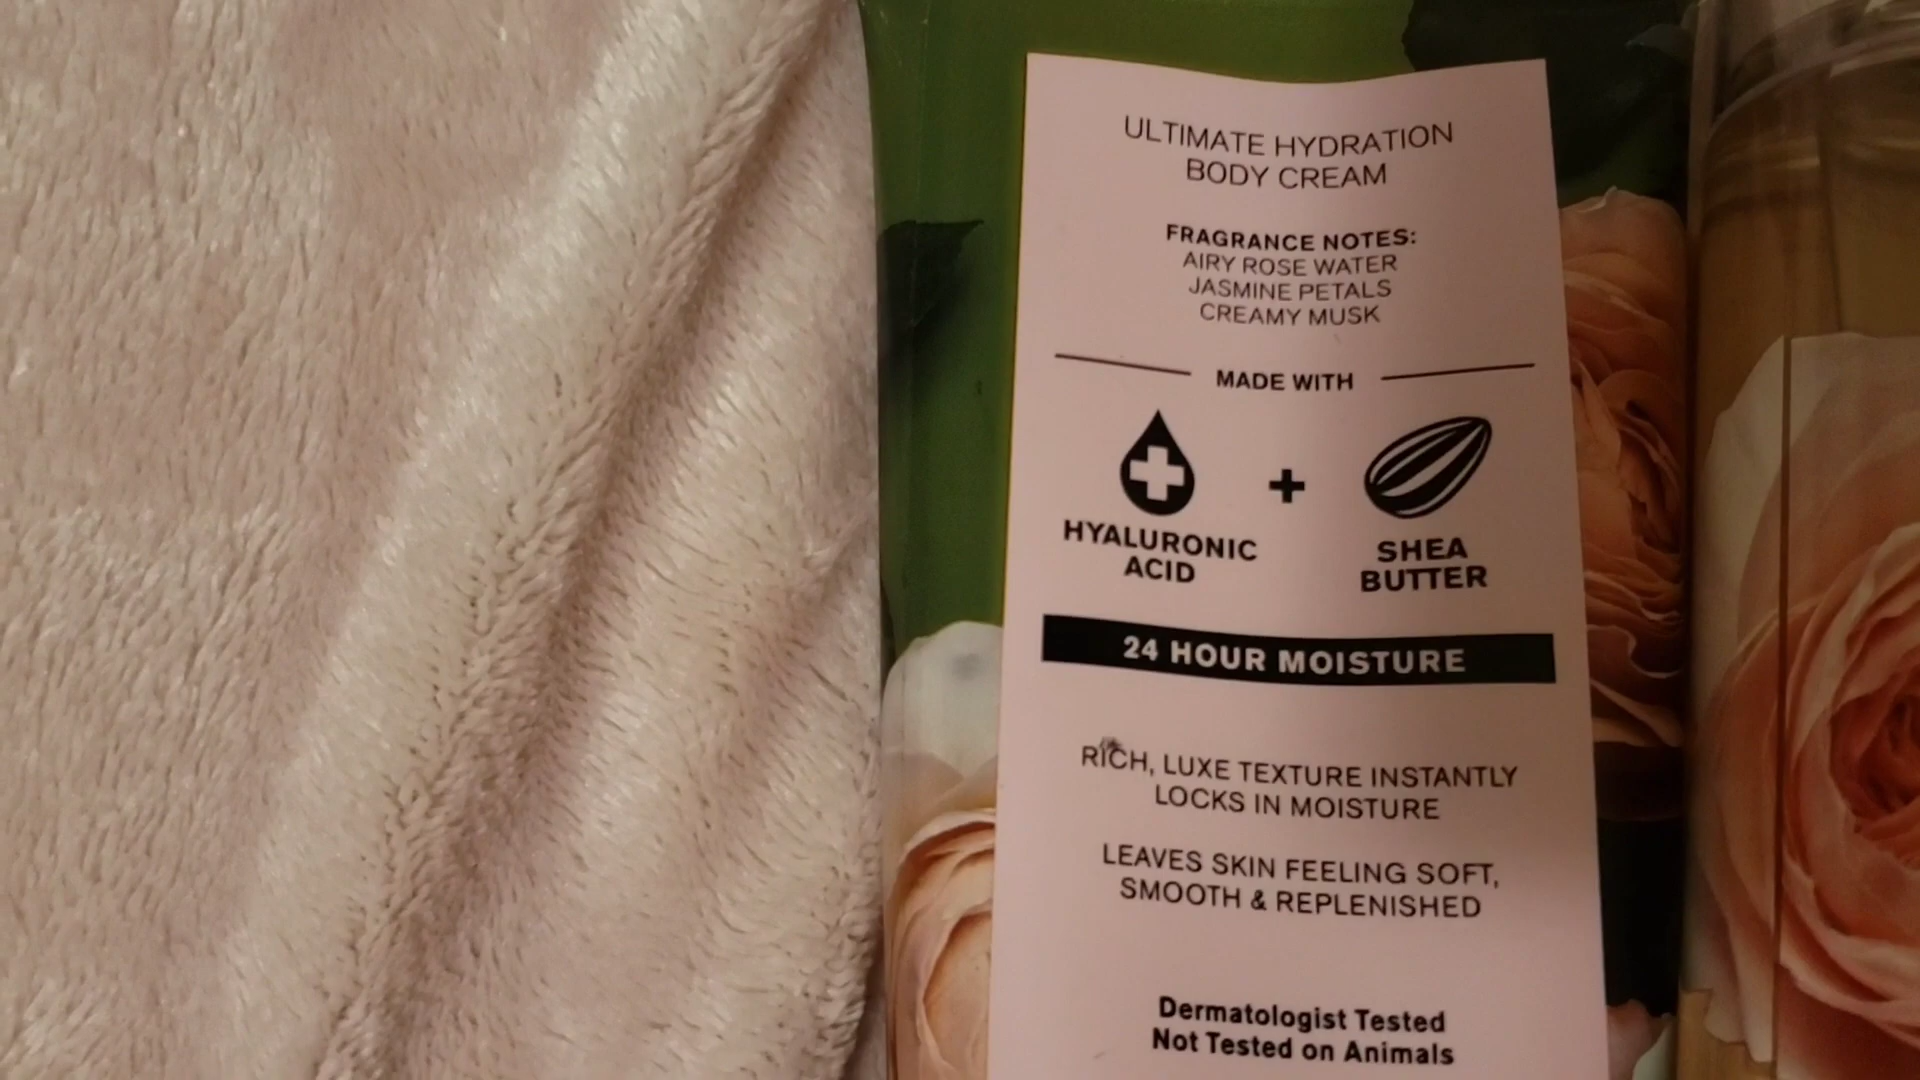 ULTIMATE HYDRATION
BODY CREAM
FRAGRANCE NOTES:
AIRY ROSE WATER
JASMINE PETALS
CREAMY MUSK
MADE WITH
HYALURONIC
ACID
+
SHEA
BUTTER
24 HOUR MOISTURE
RICH, LUXE TEXTURE INSTANTLY
LOCKS IN MOISTURE
LEAVES SKIN FEELING SOFT,
SMOOTH & REPLENISHED
Dermatologist Tested
Not Tested on Animals